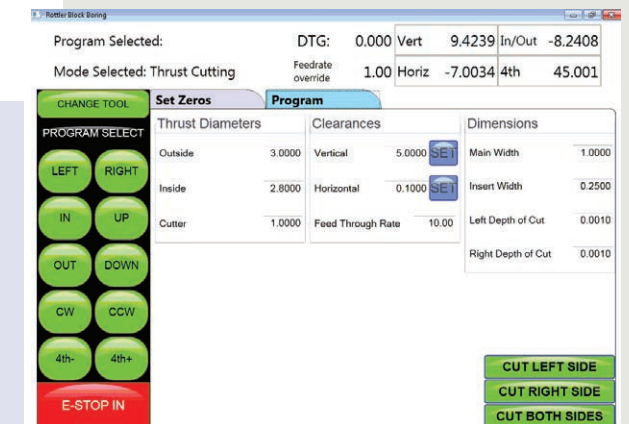 Rottler Block Boring
Program Selected: DTG: 0.000 Vert 9.4239 In/Out -8.2408
Mode Selected: Thrust Cutting Feedrate override 1.00 Horiz -7.0034 4th 45.001
CHANGE TOOL
PROGRAM SELECT
LEFT RIGHT
IN UP
OUT DOWN
CW CCW
4th- 4th+
E-STOP IN
Set Zeros Program
Thrust Diameters
Outside 3.0000
Inside 2.8000
Cutter 1.0000
Clearances
Vertical 5.0000 SET
Horizontal 0.1000 SET
Feed Through Rate 10.00
Dimensions
Main Width 1.0000
Insert Width 0.2500
Left Depth of Cut 0.0010
Right Depth of Cut 0.0010
CUT LEFT SIDE
CUT RIGHT SIDE
CUT BOTH SIDES